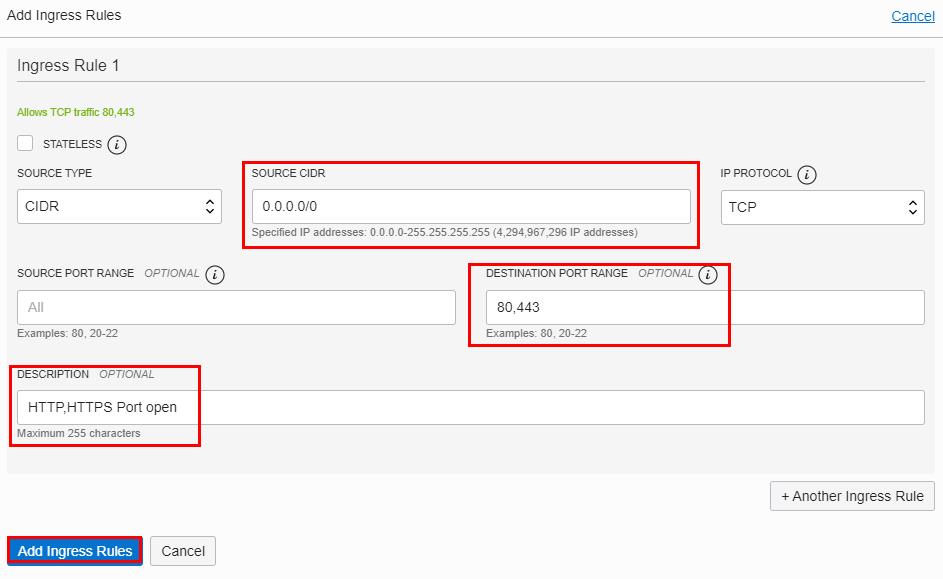 Add Ingress Rules
Cancel
Ingress Rule 1
Allows TCP traffic 80,443
STATELESS i
SOURCE TYPE
SOURCE CIDR
IP PROTOCOL i
CIDR
0.0.0.0/0
TCP
Specified IP addresses: 0.0.0.0-255.255.255.255 (4,294,967,296 IP addresses)
SOURCE PORT RANGE OPTIONAL i
DESTINATION PORT RANGE OPTIONAL i
All
80,443
Examples: 80, 20-22
Examples: 80, 20-22
DESCRIPTION OPTIONAL
HTTP,HTTPS Port open
Maximum 255 characters
+ Another Ingress Rule
Add Ingress Rules
Cancel